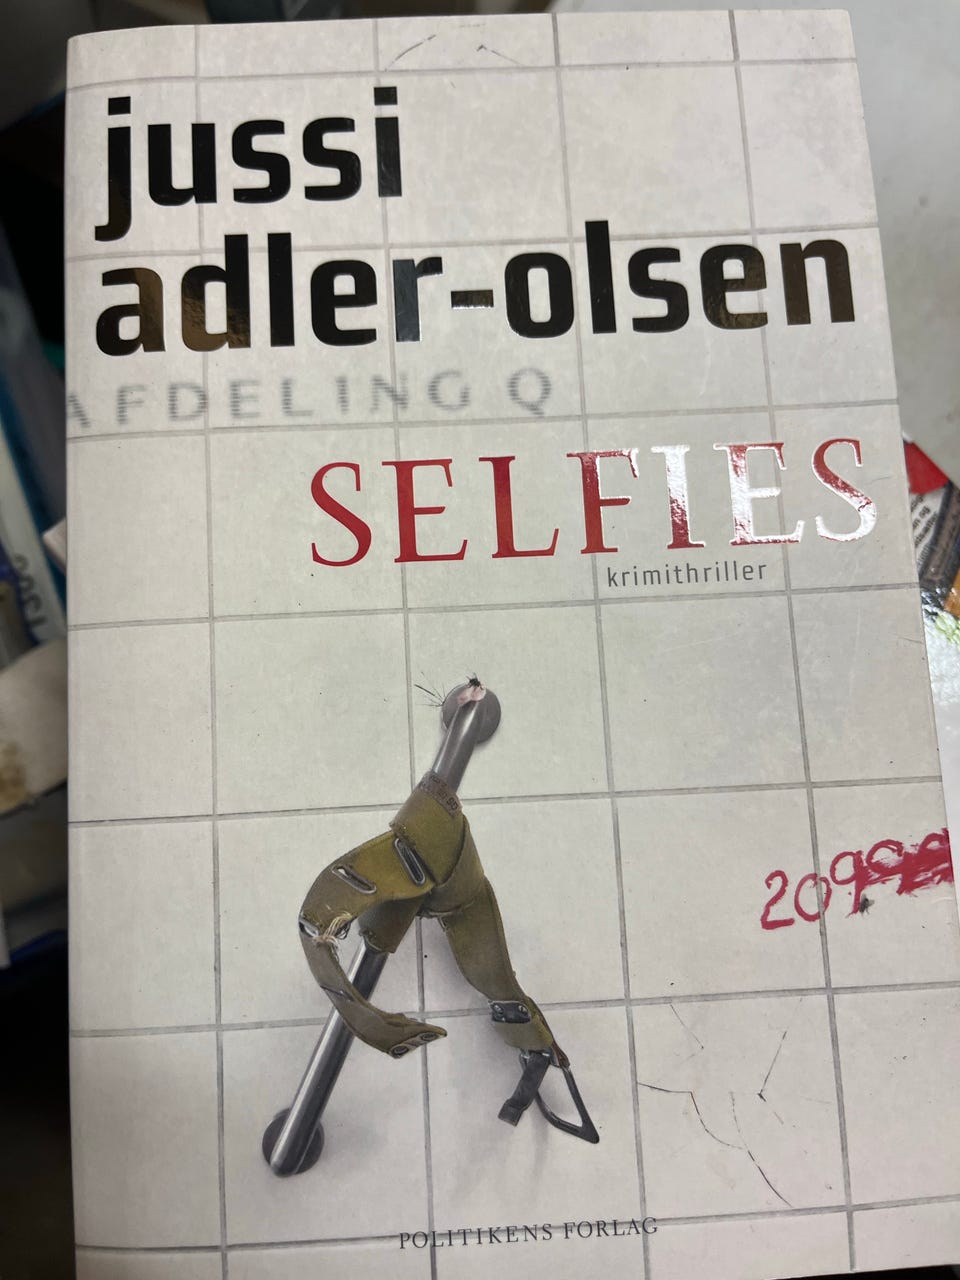 jussi
adler-olsen
AFDELING Q
SELFIES
krimithriller
POLITIKENS FORLAG